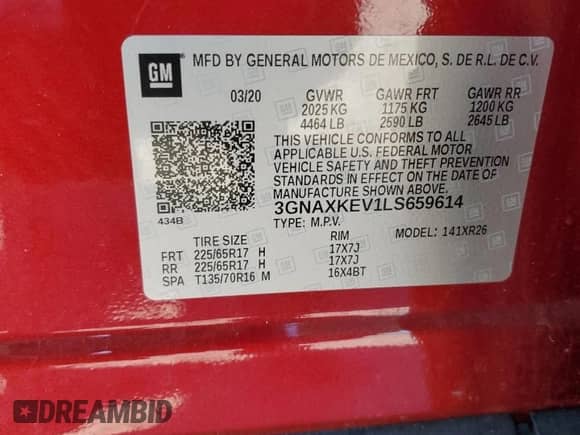 GM
MFD BY GENERAL MOTORS DE MEXICO, S. DE R.L. DE C.V.
03/20 GVWR GAWR FRT GAWR RR
2025 KG 1175 KG 1200 KG
4464 LB 2590 LB 2645 LB
THIS VEHICLE CONFORMS TO ALL
APPLICABLE U.S. FEDERAL MOTOR
VEHICLE SAFETY AND THEFT PREVENTION
STANDARDS IN EFFECT ON THE DATE OF
MANUFACTURE SHOWN ABOVE.
434B 3GNAXKEV1LS659614
TYPE: M.P.V. MODEL: 141XR26
TIRE SIZE RIM
FRT 225/65R17 H 17X7J
RR 225/65R17 H 17X7J
SPA T135/70R16 M 16X4BT
DREAMBID